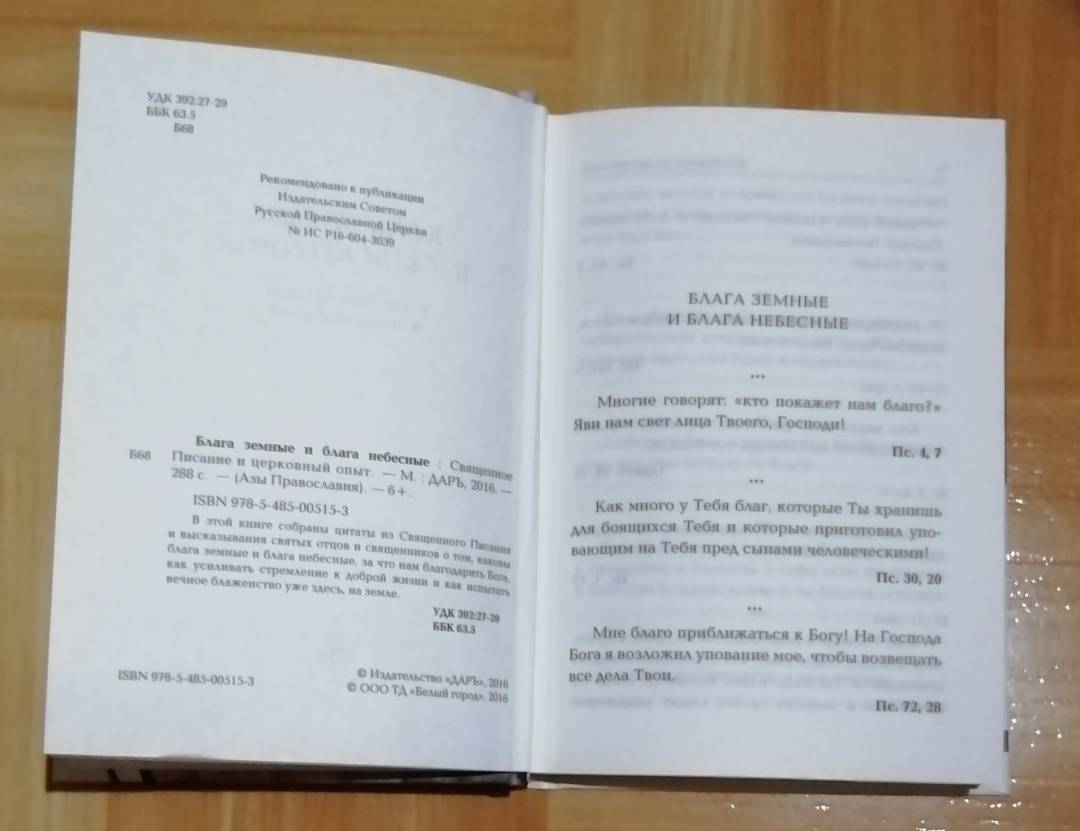 УДК 392:27-29
ББК 63.5
Б68
Рекомендовано к публикации
Издательским Советом
Русской Православной Церкви
№ ИС Р16-604-3039
Блага земные и блага небесные : Священное
Б68 Писание и церковный опыт. — М. : ДАРЪ, 2016. —
288 с. — (Азы Православия). — 6+.
ISBN 978-5-485-00515-3
В этой книге собраны цитаты из Священного Писания
и высказывания святых отцов и священников о том, каковы
блага земные и блага небесные, за что нам благодарить Бога,
как усиливать стремление к доброй жизни и как испытать
вечное блаженство уже здесь, на земле.
УДК 392:27-29
ББК 63.5
ISBN 978-5-485-00515-3
© Издательство «ДАРЪ», 2016
© ООО ТД «Белый город», 2016
БЛАГА ЗЕМНЫЕ
И БЛАГА НЕБЕСНЫЕ
***
Многие говорят: «кто покажет нам благо?»
Яви нам свет лица Твоего, Господи!
Пс. 4, 7
***
Как много у Тебя благ, которые Ты хранишь
для боящихся Тебя и которые приготовил упо-
вающим на Тебя пред сынами человеческими!
Пс. 30, 20
***
Мне благо приближаться к Богу! На Господа
Бога я возложил упование мое, чтобы возвещать
все дела Твои.
Пс. 72, 28